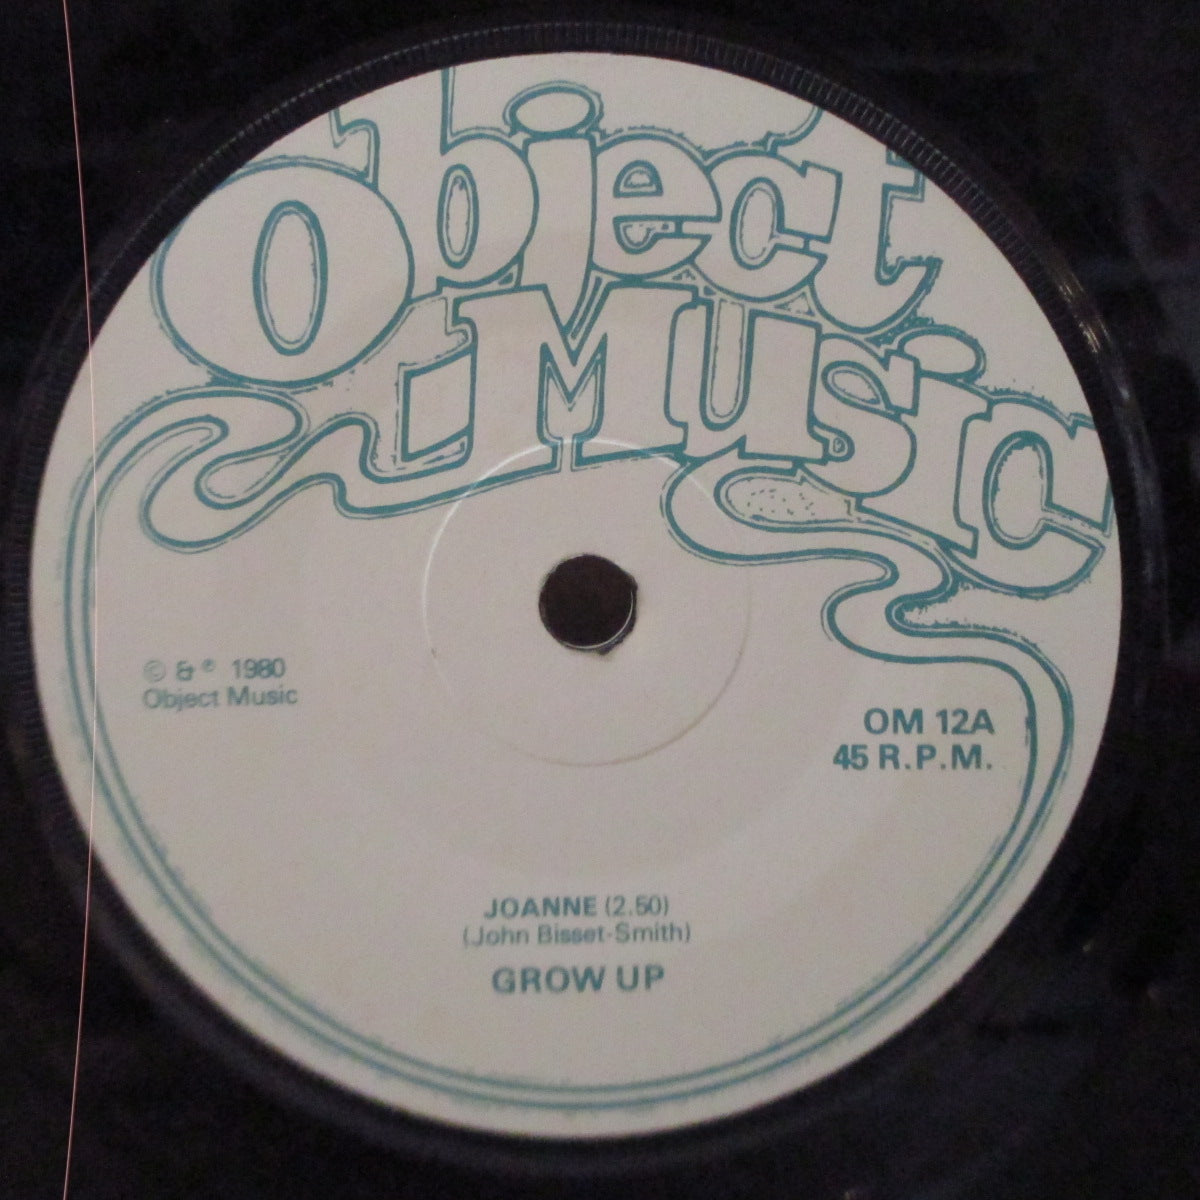 Object
Music
© & ℗ 1980
Object Music
OM 12A
45 R.P.M.
JOANNE (2.50)
(John Bisset-Smith)
GROW UP